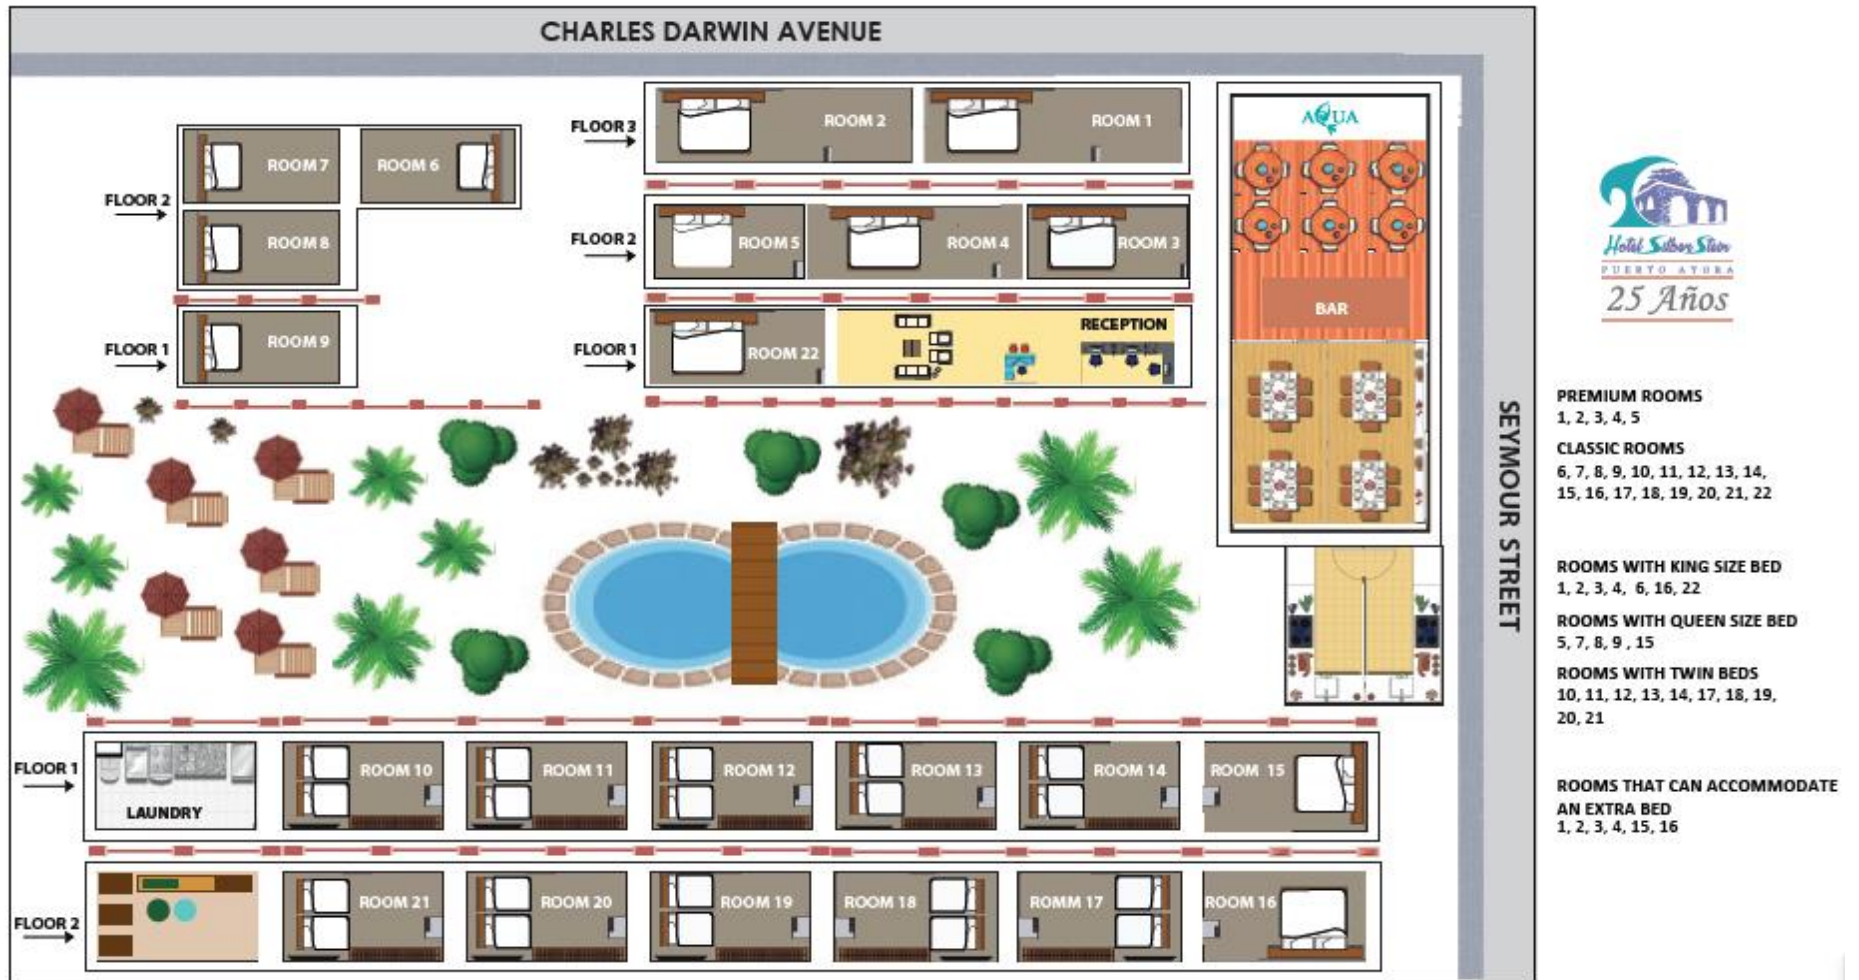 CHARLES DARWIN AVENUE
SEYMOUR STREET
FLOOR 3
ROOM 2
ROOM 1
AQUA
FLOOR 2
ROOM 7
ROOM 6
ROOM 8
FLOOR 2
ROOM 5
ROOM 4
ROOM 3
BAR
FLOOR 1
ROOM 9
FLOOR 1
ROOM 22
RECEPTION
FLOOR 1
LAUNDRY
ROOM 10
ROOM 11
ROOM 12
ROOM 13
ROOM 14
ROOM 15
FLOOR 2
ROOM 21
ROOM 20
ROOM 19
ROOM 18
ROMM 17
ROOM 16
Hotel Silber Stein
PUERTO AYORA
25 Años
PREMIUM ROOMS
1, 2, 3, 4, 5
CLASSIC ROOMS
6, 7, 8, 9, 10, 11, 12, 13, 14,
15, 16, 17, 18, 19, 20, 21, 22
ROOMS WITH KING SIZE BED
1, 2, 3, 4, 6, 16, 22
ROOMS WITH QUEEN SIZE BED
5, 7, 8, 9 , 15
ROOMS WITH TWIN BEDS
10, 11, 12, 13, 14, 17, 18, 19,
20, 21
ROOMS THAT CAN ACCOMMODATE
AN EXTRA BED
1, 2, 3, 4, 15, 16